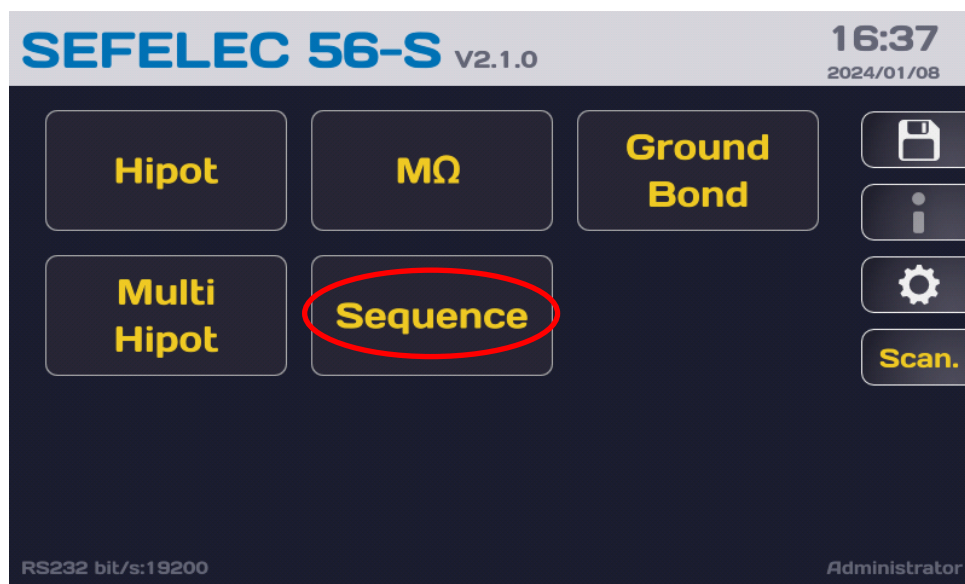 SEFELEC 56-S V2.1.0
16:37
2024/01/08
Hipot
MΩ
Ground
Bond
Multi
Hipot
Sequence
Scan.
RS232 bit/s:19200
Administrator